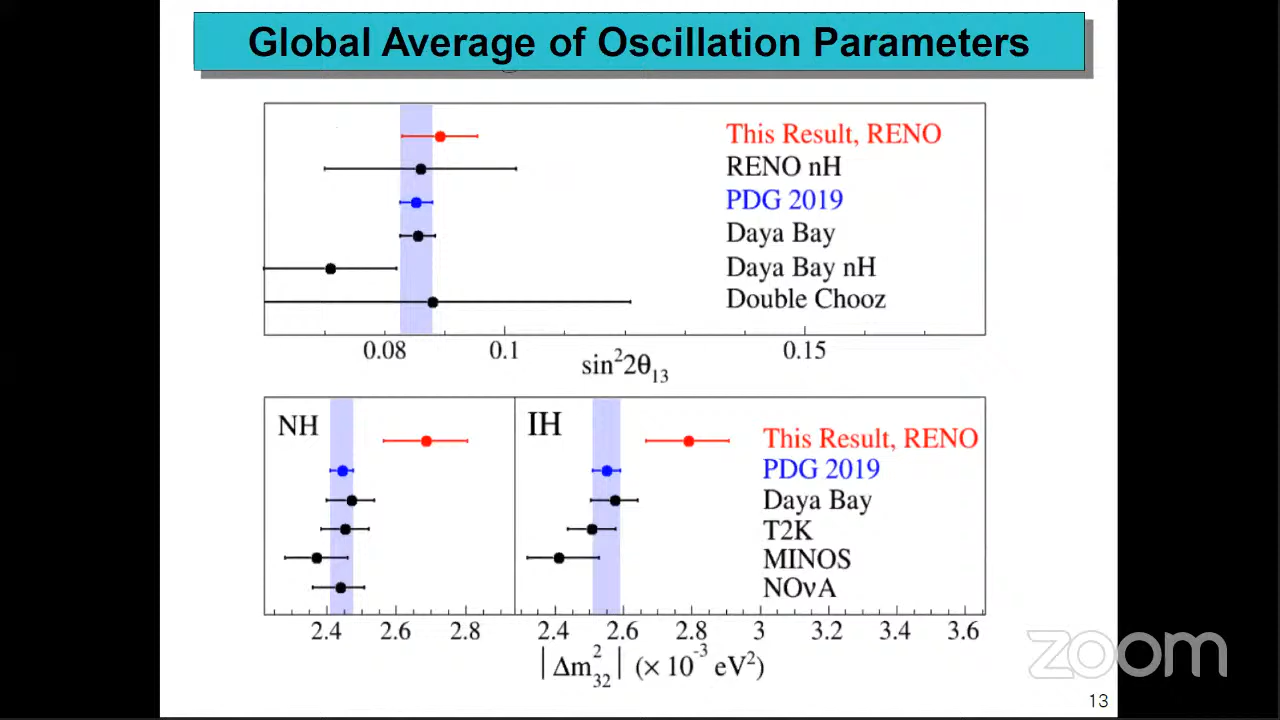 Global Average of Oscillation Parameters
This Result, RENO
RENO nH
PDG 2019
Daya Bay
Daya Bay nH
Double Chooz
0.08 0.1 0.15
sin²2θ₁₃
NH
IH
This Result, RENO
PDG 2019
Daya Bay
T2K
MINOS
NOνA
2.4 2.6 2.8 2.4 2.6 2.8 3 3.2 3.4 3.6
|Δm²₃₂| (× 10⁻³ eV²)
zoom
13